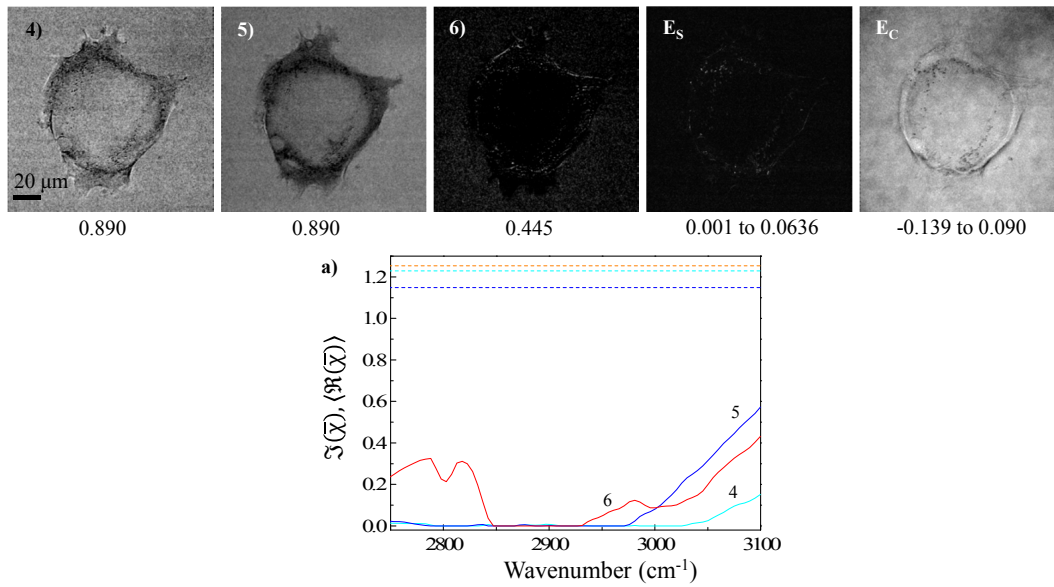 4) 5) 6) E_S E_C
20 μm
0.890 0.890 0.445 0.001 to 0.0636 -0.139 to 0.090
a)
1.2
1.0
0.8
0.6
0.4
0.2
0.0
ℑ(χ̄), ⟨ℜ(χ̄)⟩
5
6
4
2800 2900 3000 3100
Wavenumber (cm⁻¹)